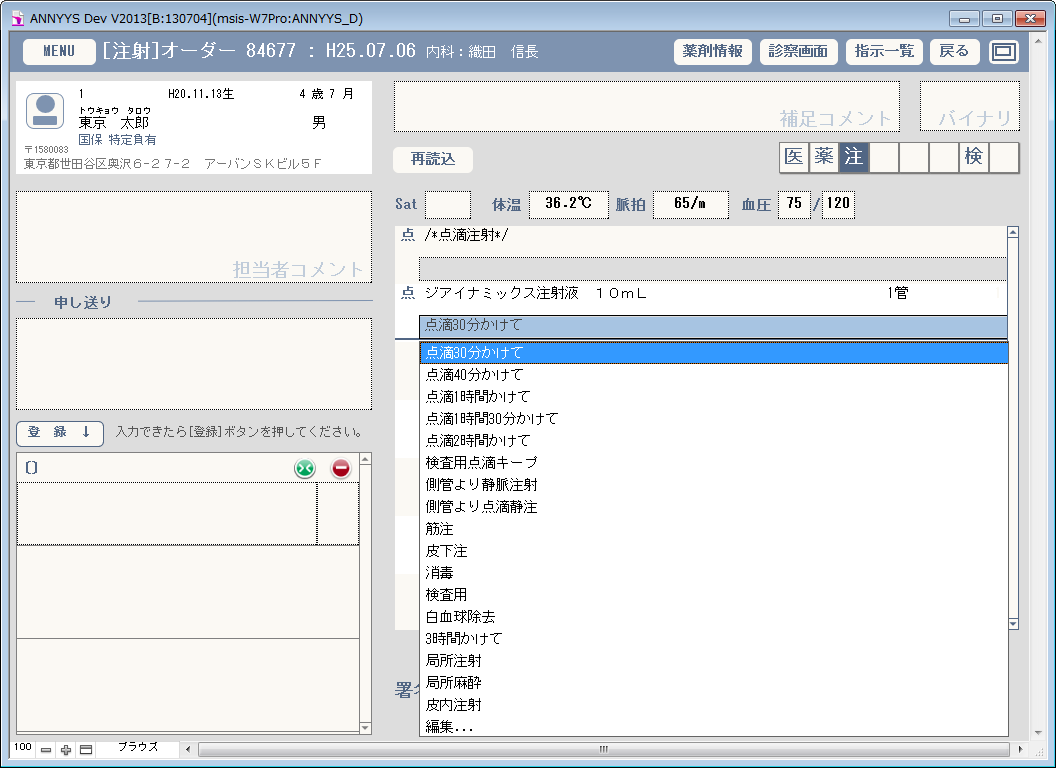 ANNYYS Dev V2013[B:130704](msis-W7Pro:ANNYYS_D)
MENU [注射]オーダー 84677 : H25.07.06 内科：織田 信長 薬剤情報 診察画面 指示一覧 戻る
1 H20.11.13生 4 歳 7 月
トウキョウ タロウ
東京 太郎 男
国保 特定負有
〒1580083
東京都世田谷区奥沢６−２７−２ アーバンＳＫビル５Ｆ
補足コメント バイナリ
再読込 医 薬 注 検
Sat 体温 36.2℃ 脈拍 65/m 血圧 75 / 120
担当者コメント
申し送り
登 録 ↓ 入力できたら[登録]ボタンを押してください。
[]
点 /*点滴注射*/
点 ジアイナミックス注射液 １０ｍＬ 1管
点滴30分かけて
点滴30分かけて
点滴40分かけて
点滴1時間かけて
点滴1時間30分かけて
点滴2時間かけて
検査用点滴キープ
側管より静脈注射
側管より点滴静注
筋注
皮下注
消毒
検査用
白血球除去
3時間かけて
局所注射
局所麻酔
皮内注射
編集...
100 ブラウズ